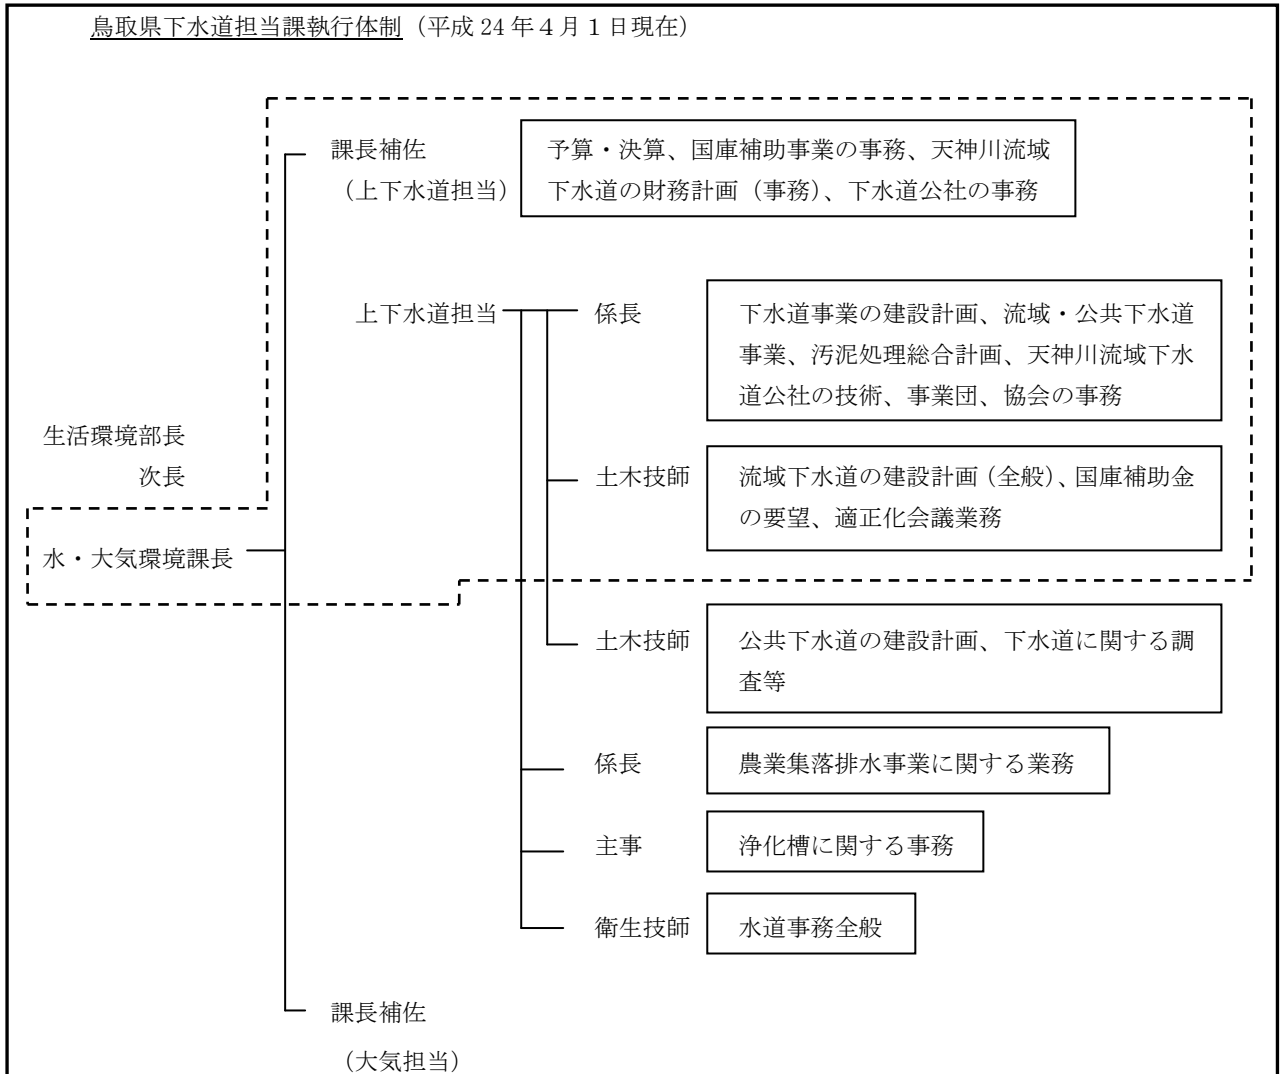 鳥取県下水道担当課執行体制（平成 24 年４月１日現在）
課長補佐
（上下水道担当）
予算・決算、国庫補助事業の事務、天神川流域
下水道の財務計画（事務）、下水道公社の事務
上下水道担当
係長
下水道事業の建設計画、流域・公共下水道
事業、汚泥処理総合計画、天神川流域下水
道公社の技術、事業団、協会の事務
生活環境部長
次長
水・大気環境課長
土木技師
流域下水道の建設計画（全般）、国庫補助金
の要望、適正化会議業務
土木技師
公共下水道の建設計画、下水道に関する調
査等
係長
農業集落排水事業に関する業務
主事
浄化槽に関する事務
衛生技師
水道事務全般
課長補佐
（大気担当）